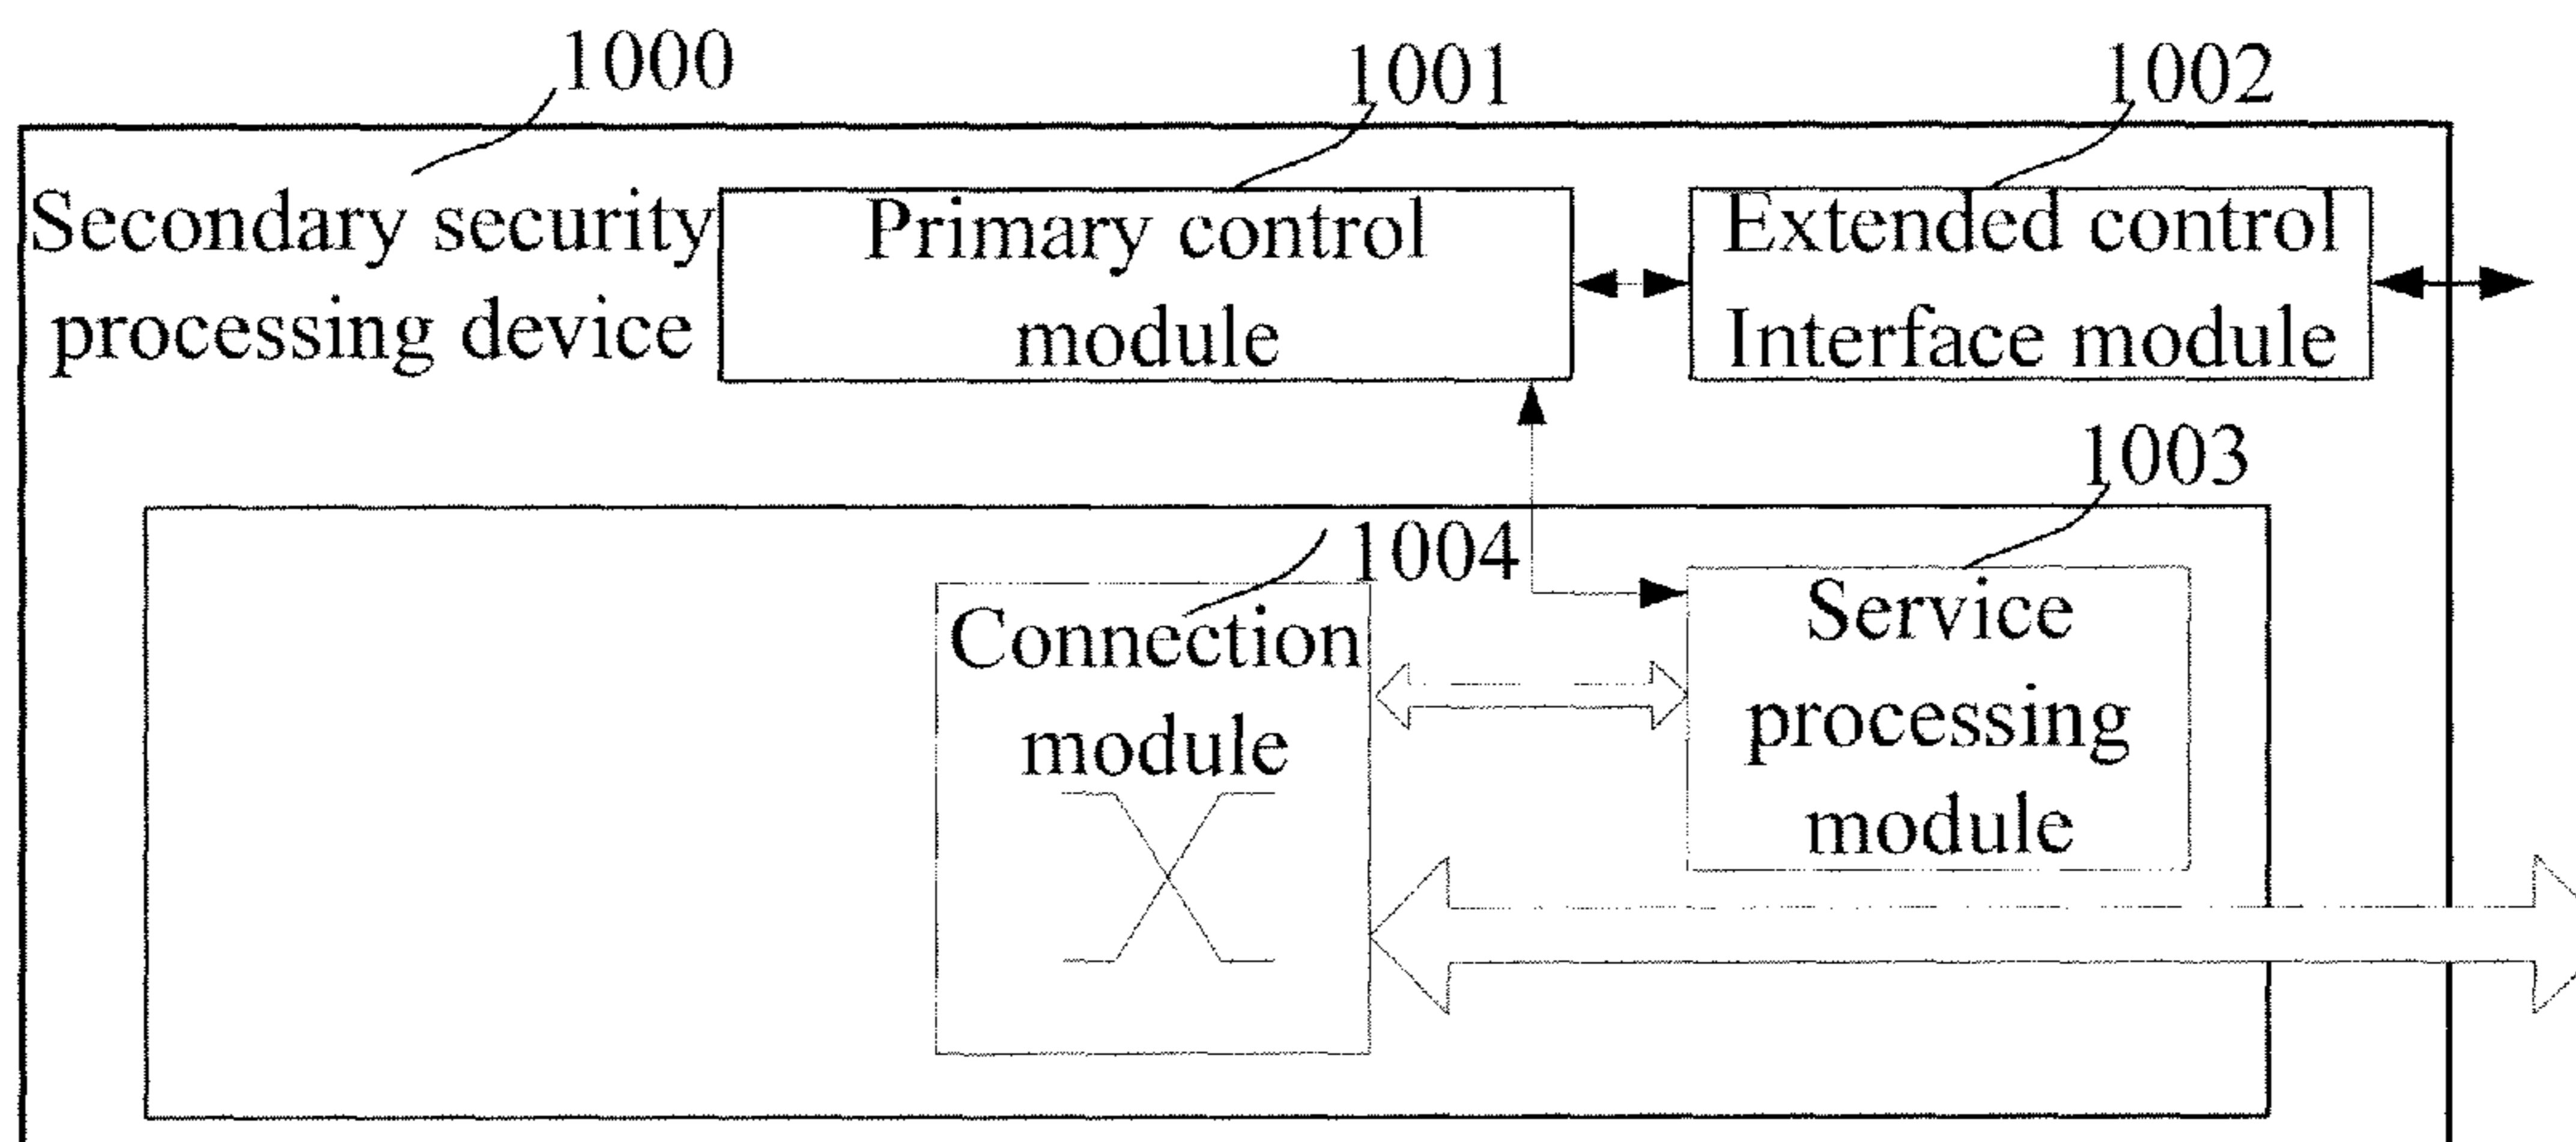 1000
1001
1002
Secondary security
processing device
Primary control
module
Extended control
Interface module
1003
1004
Connection
module
Service
processing
module